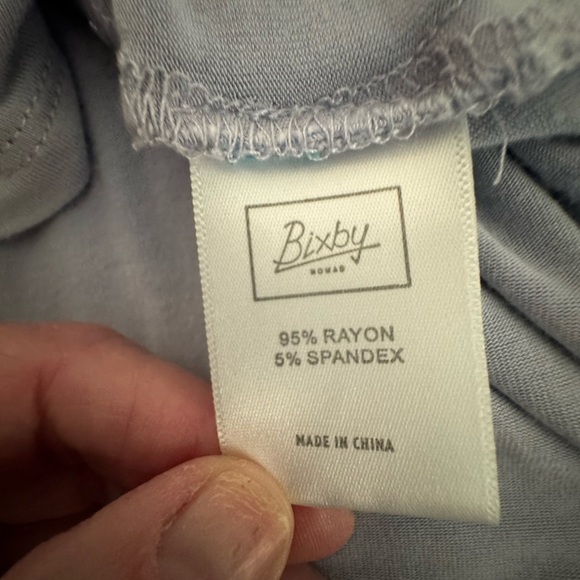 Bixby
NOMAD
95% RAYON
5% SPANDEX
MADE IN CHINA